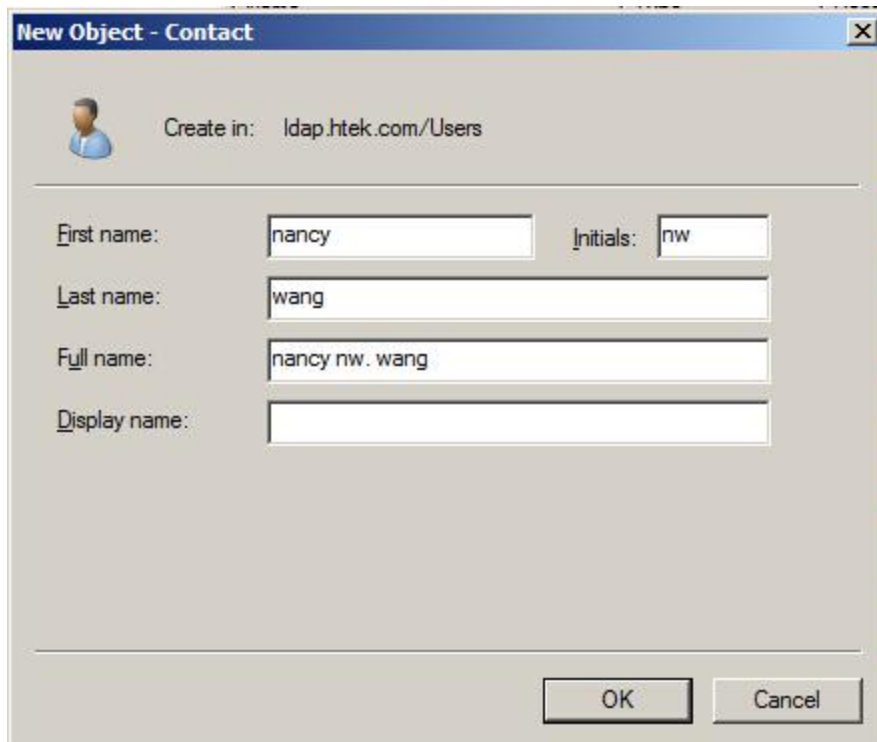 New Object - Contact
Create in: ldap.htek.com/Users
First name: nancy Initials: nw
Last name: wang
Full name: nancy nw. wang
Display name:
OK Cancel